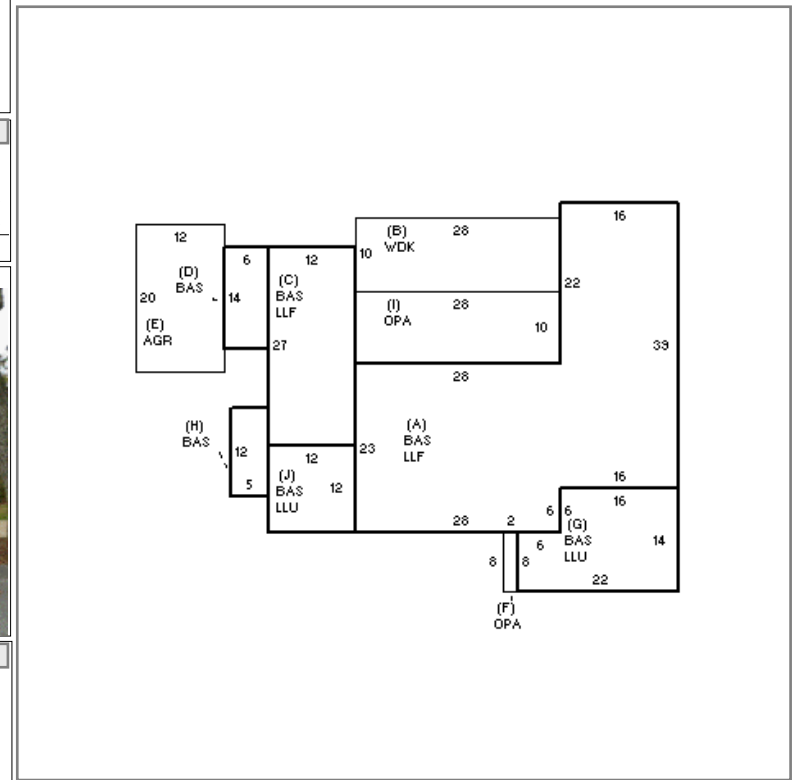 16
12
(B)
WDK
28
10
6
12
(D)
BAS
(C)
BAS
LLF
22
20
14
(I)
OPA
28
10
(E)
AGR
27
39
28
(H)
BAS
(A)
BAS
LLF
12
12
23
16
5
(J)
BAS
LLU
12
16
28
2
6
6
(G)
BAS
LLU
6
14
8
8
22
(F)
OPA